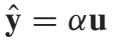 ŷ = αu